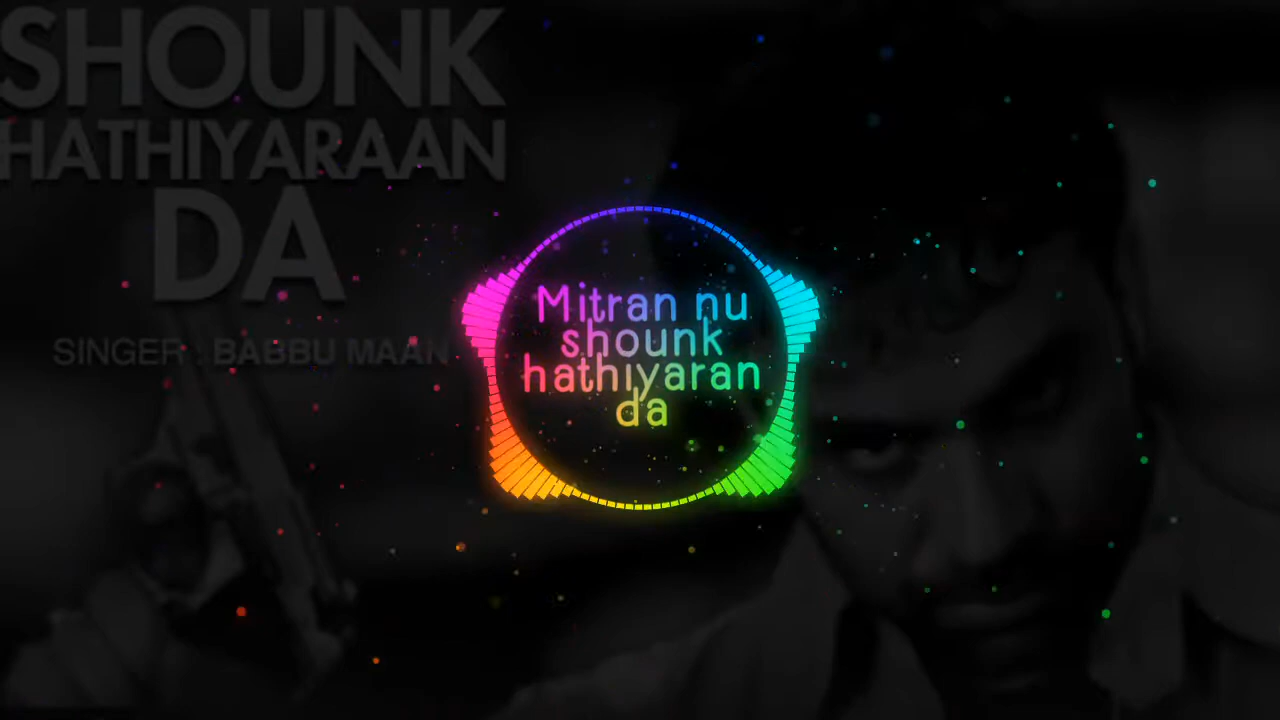 SHOUNK
HATHIYARAAN
DA
SINGER : BABBU MAAN
Mitran nu
shounk
hathiyaran
da